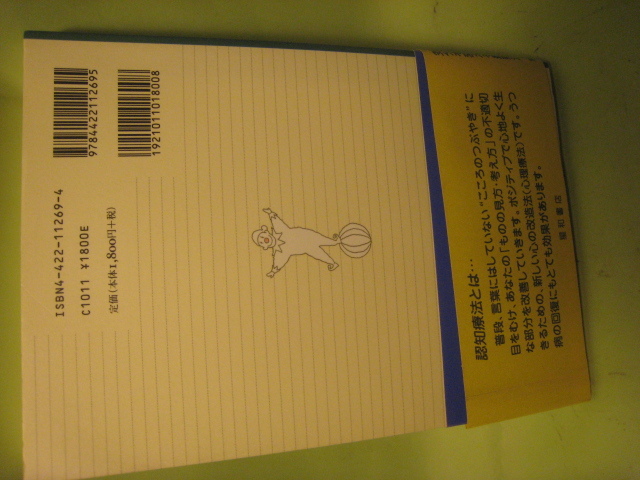 9784422112695
1921011018008
ISBN4-422-11269-4
C1011 ¥1800E
定価(本体1,800円+税)
認知療法とは…
普段、言葉にはしていない“こころのつぶやき”に
目をむけ、あなたの「ものの見方・考え方」の不適切
な部分を改善していきます。ポジティブで心地よく生
きるための、新しい心の改造法(心理療法)です。うつ
病の回復にもとても効果があります。